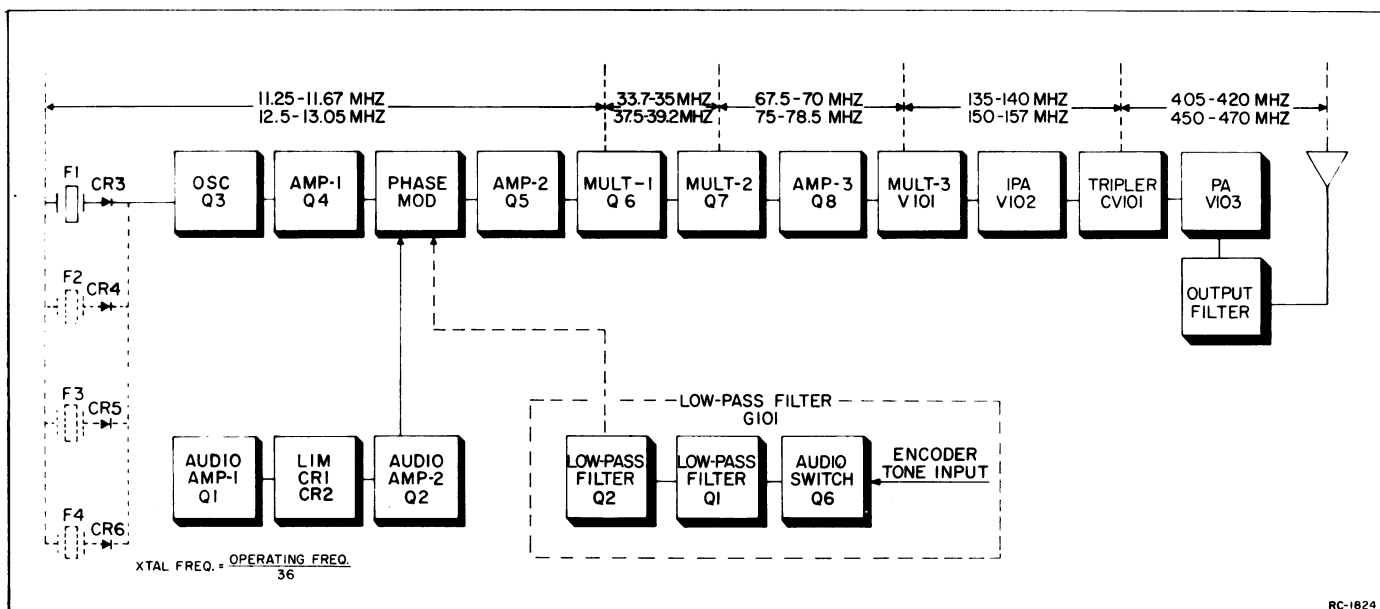 11.25-11.67 MHZ
12.5-13.05 MHZ
33.7-35 MHZ
37.5-39.2 MHZ
67.5-70 MHZ
75-78.5 MHZ
135-140 MHZ
150-157 MHZ
405-420 MHZ
450-470 MHZ
F1
CR3
OSC
Q3
AMP-1
Q4
PHASE
MOD
AMP-2
Q5
MULT-1
Q6
MULT-2
Q7
AMP-3
Q8
MULT-3
V101
IPA
V102
TRIPLER
CV101
PA
V103
F2
CR4
OUTPUT
FILTER
F3
CR5
LOW-PASS FILTER
G101
AUDIO
AMP-1
Q1
LIM
CR1
CR2
AUDIO
AMP-2
Q2
LOW-PASS
FILTER
Q2
LOW-PASS
FILTER
Q1
AUDIO
SWITCH
Q6
ENCODER
TONE INPUT
F4
CR6
XTAL FREQ. = OPERATING FREQ.
36
RC-1824